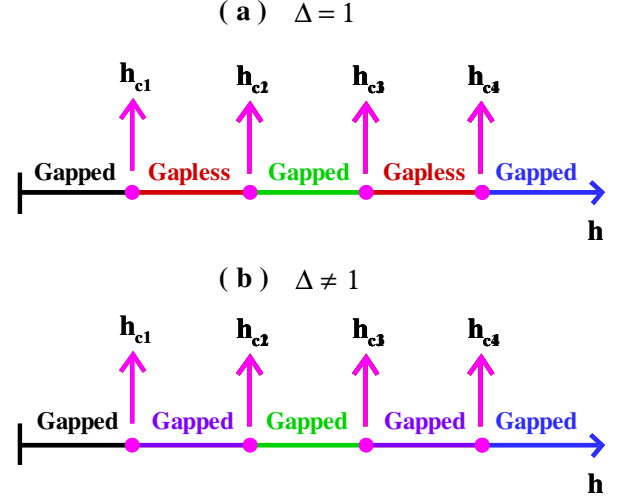 ( a ) Δ = 1
h_c1 h_c2 h_c3 h_c4
Gapped Gapless Gapped Gapless Gapped
h
( b ) Δ ≠ 1
h_c1 h_c2 h_c3 h_c4
Gapped Gapped Gapped Gapped Gapped
h